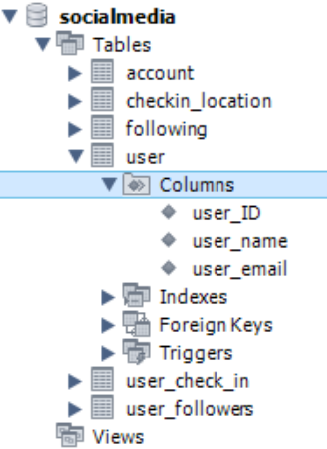 socialmedia
Tables
account
checkin_location
following
user
Columns
user_ID
user_name
user_email
Indexes
Foreign Keys
Triggers
user_check_in
user_followers
Views